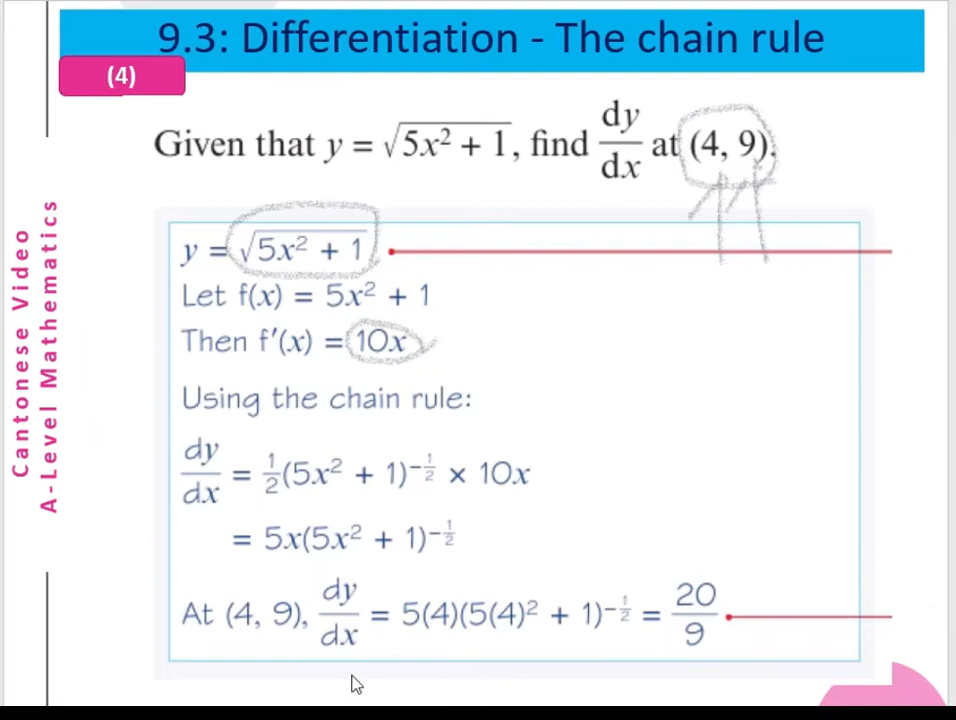 9.3: Differentiation - The chain rule
(4)
Given that y = √(5x² + 1), find dy/dx at (4, 9).
Cantonese Video
A-Level Mathematics
y = √(5x² + 1)
Let f(x) = 5x² + 1
Then f′(x) = 10x
Using the chain rule:
dy/dx = ½(5x² + 1)^(-½) × 10x
= 5x(5x² + 1)^(-½)
At (4, 9), dy/dx = 5(4)(5(4)² + 1)^(-½) = 20/9